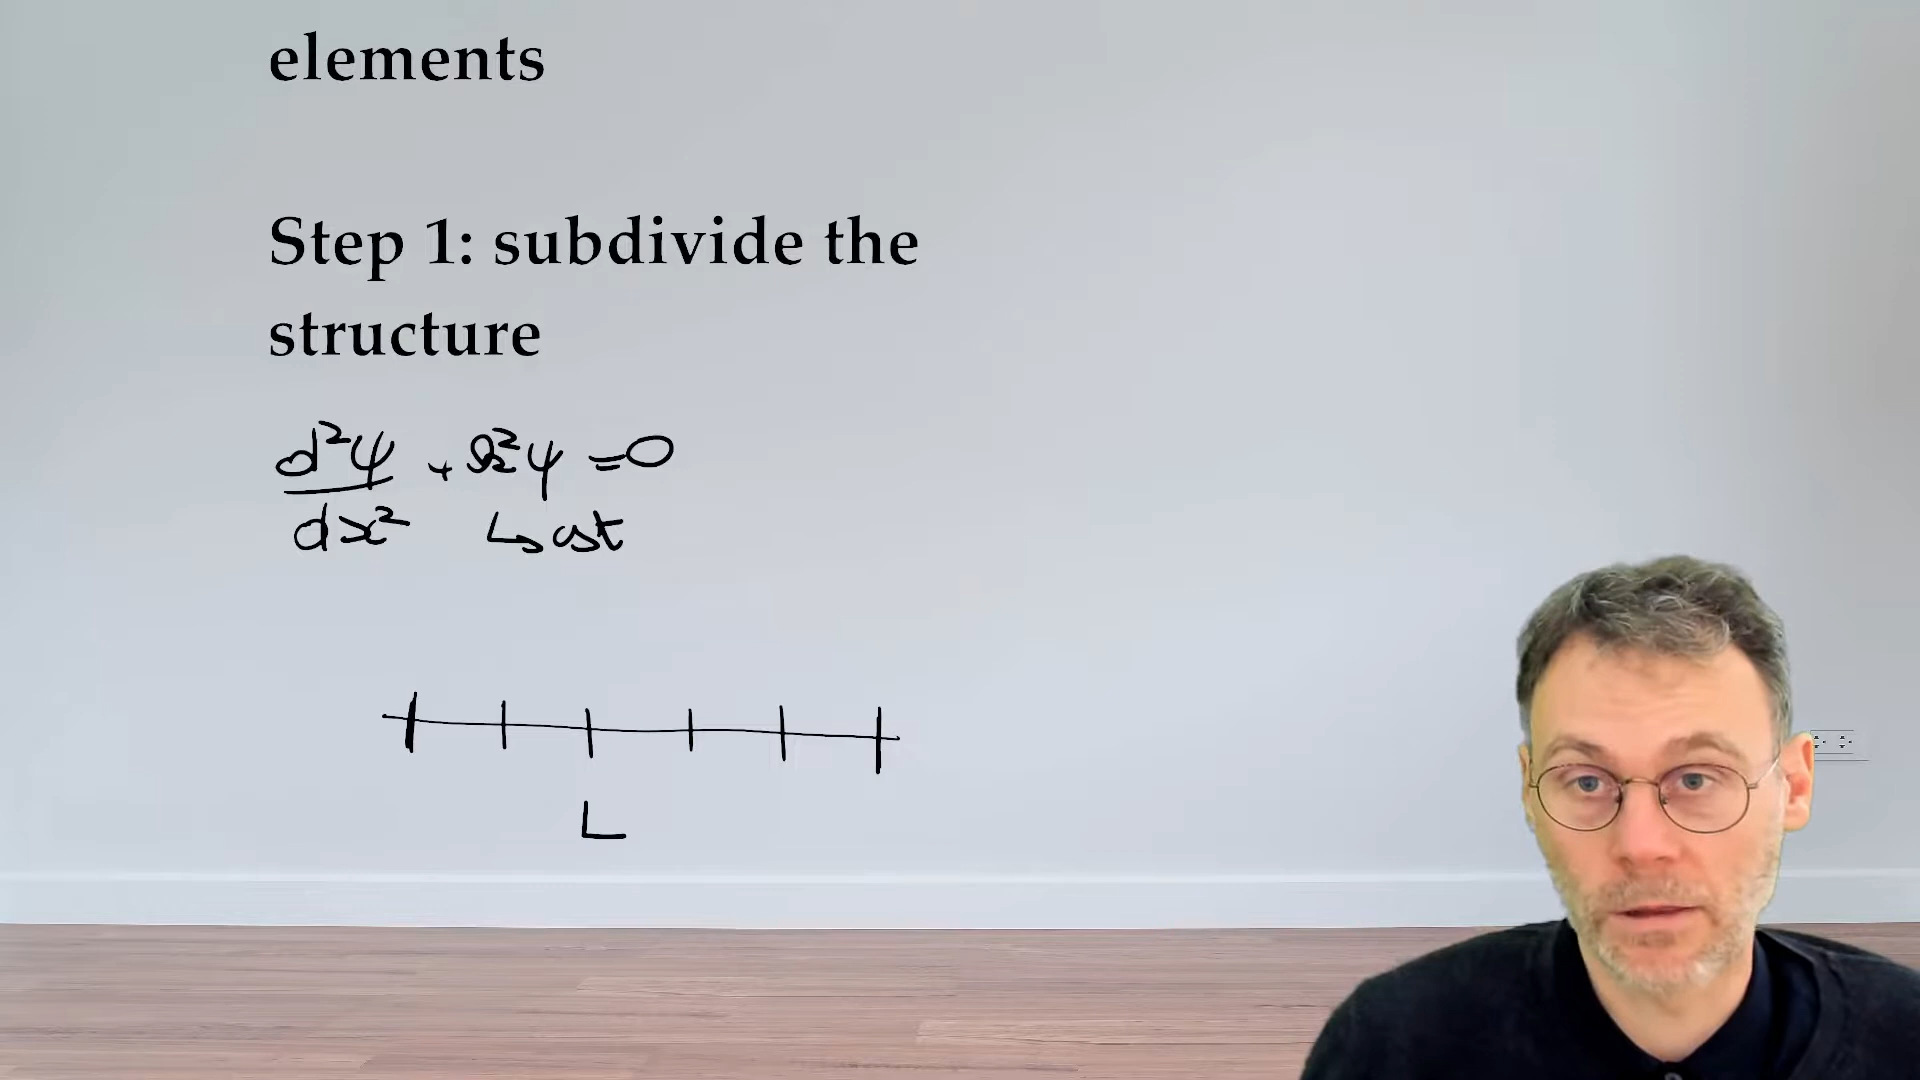 elements
Step 1: subdivide the
structure
d²ψ/dx² + k²ψ = 0
↳ cst
L